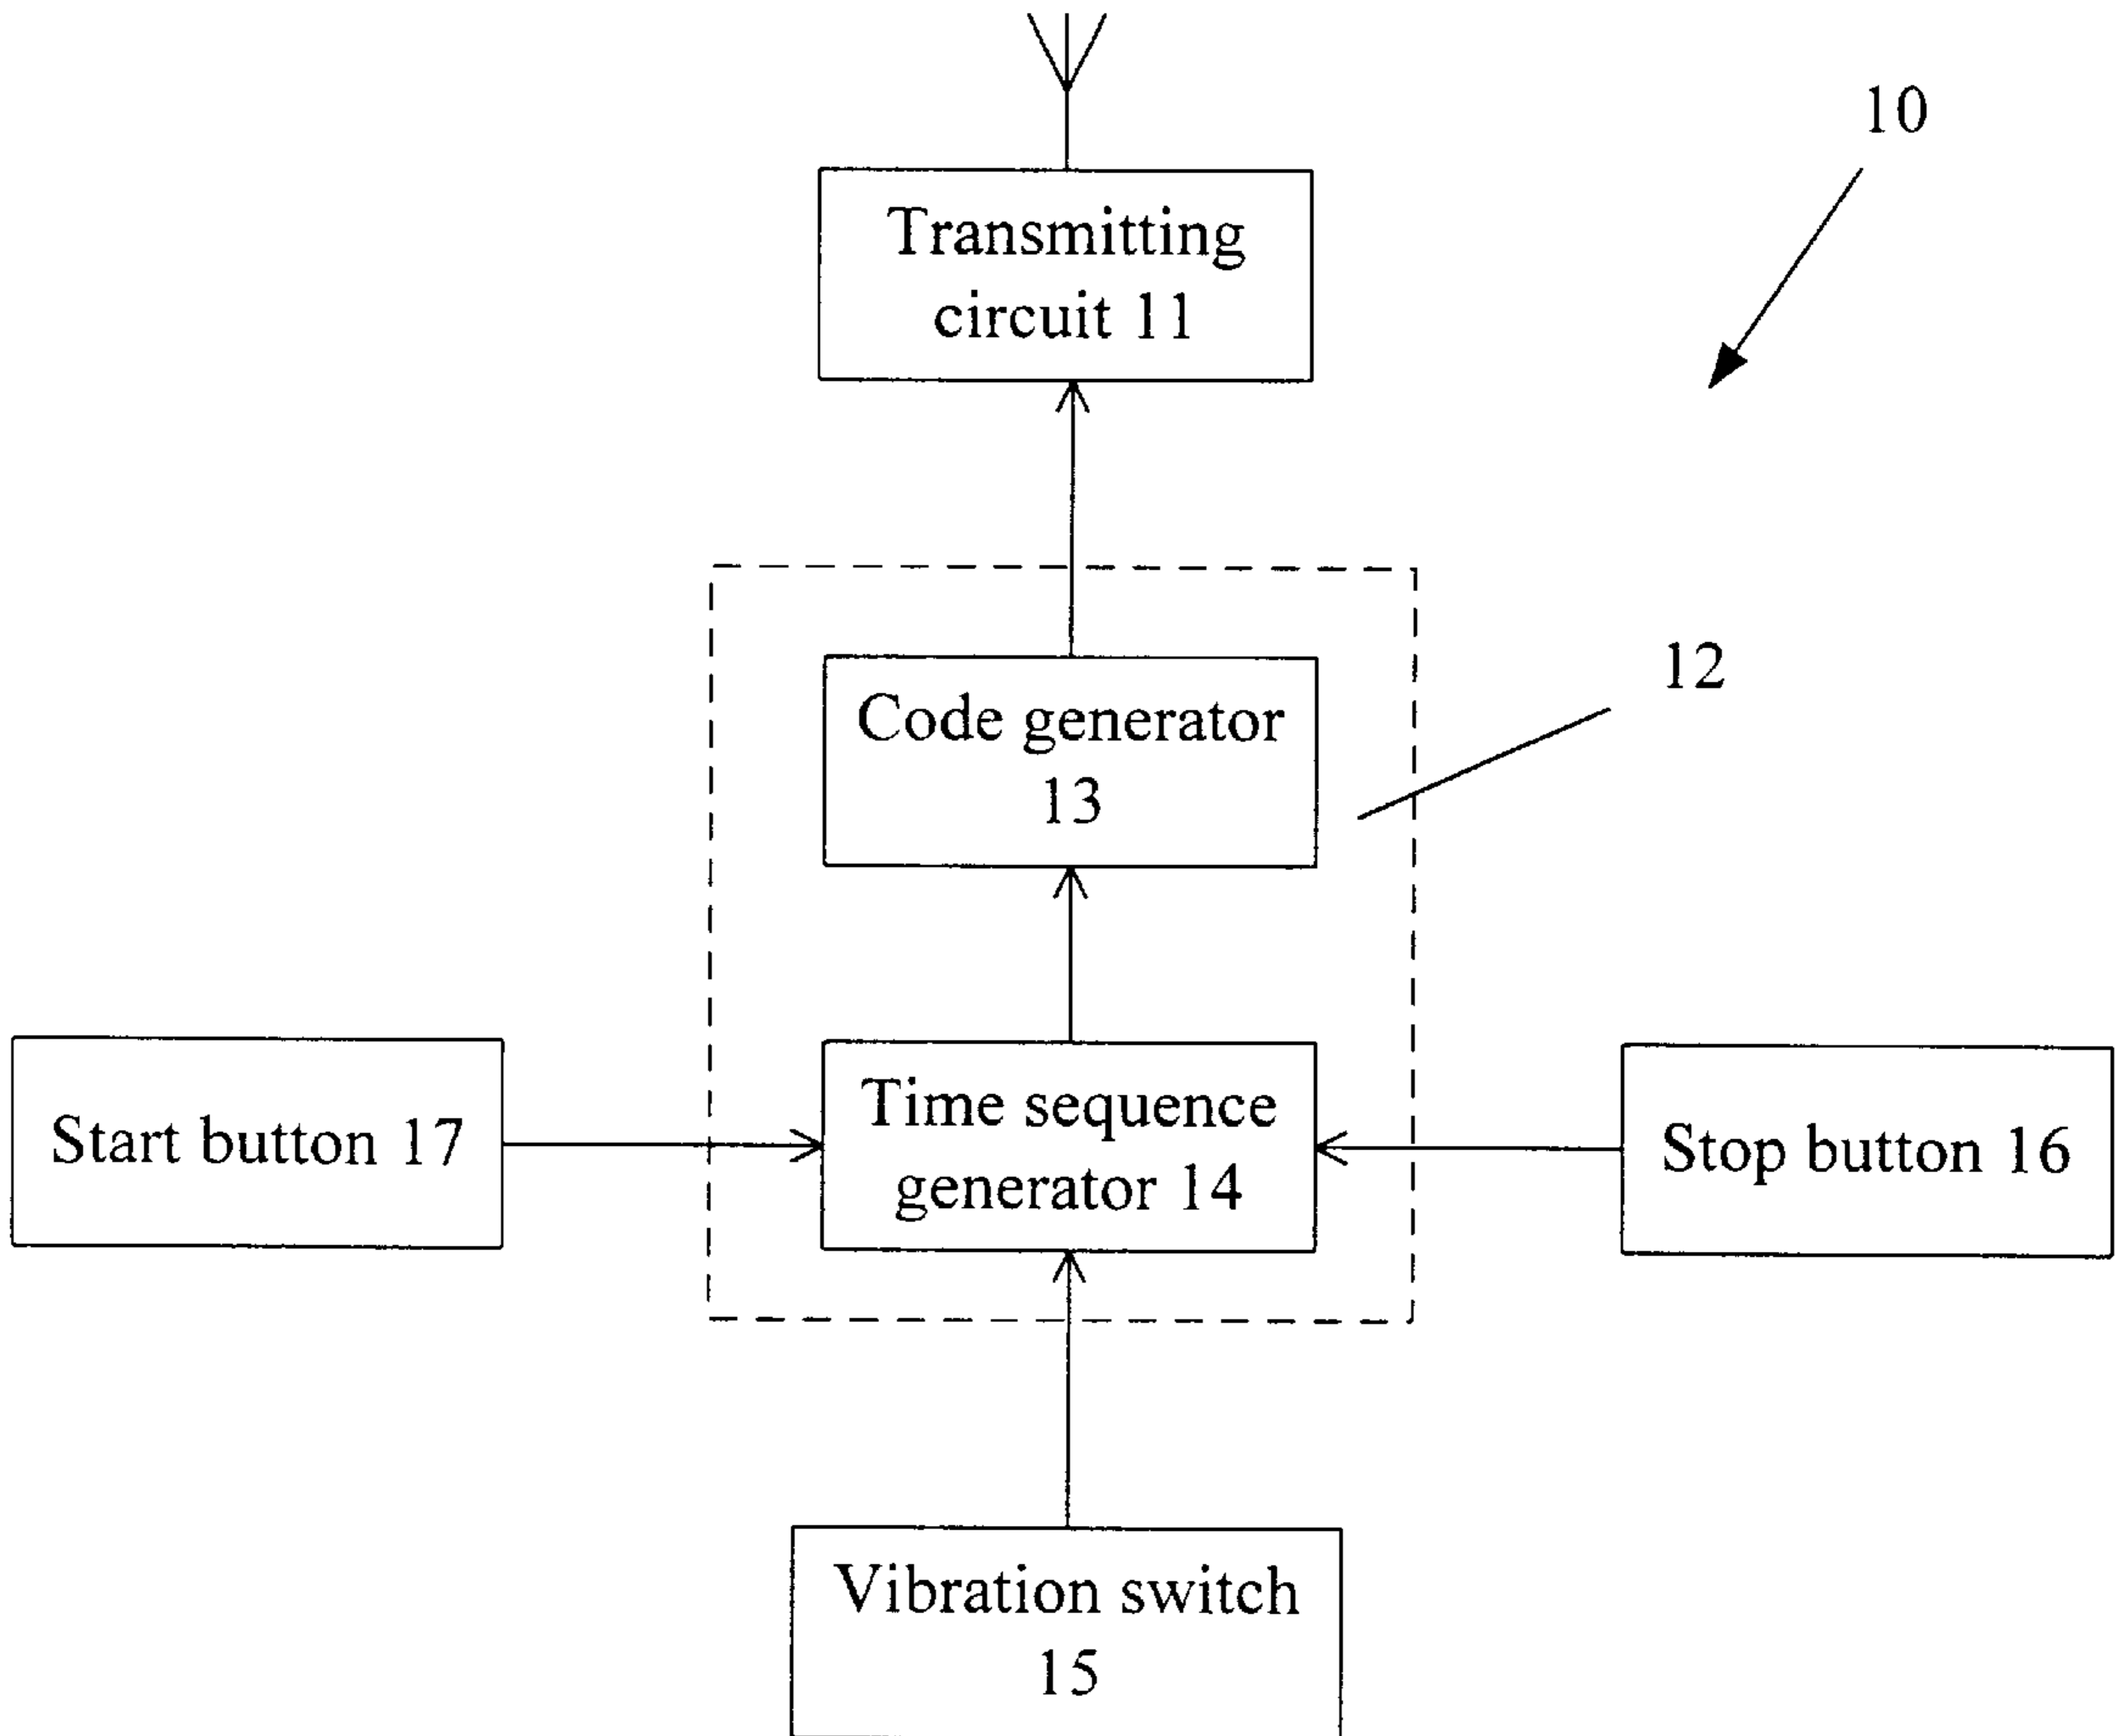 10
Transmitting
circuit 11
12
Code generator
13
Start button 17
Time sequence
generator 14
Stop button 16
Vibration switch
15